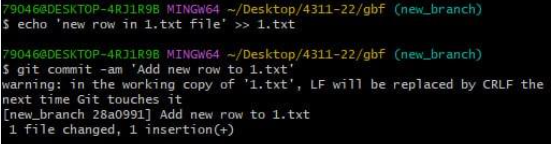 79046@DESKTOP-4RJ1R9B MINGW64 ~/Desktop/4311-22/gbf (new_branch)
$ echo 'new row in 1.txt file' >> 1.txt
79046@DESKTOP-4RJ1R9B MINGW64 ~/Desktop/4311-22/gbf (new_branch)
$ git commit -am 'Add new row to 1.txt'
warning: in the working copy of '1.txt', LF will be replaced by CRLF the
next time Git touches it
[new_branch 28a0991] Add new row to 1.txt
 1 file changed, 1 insertion(+)